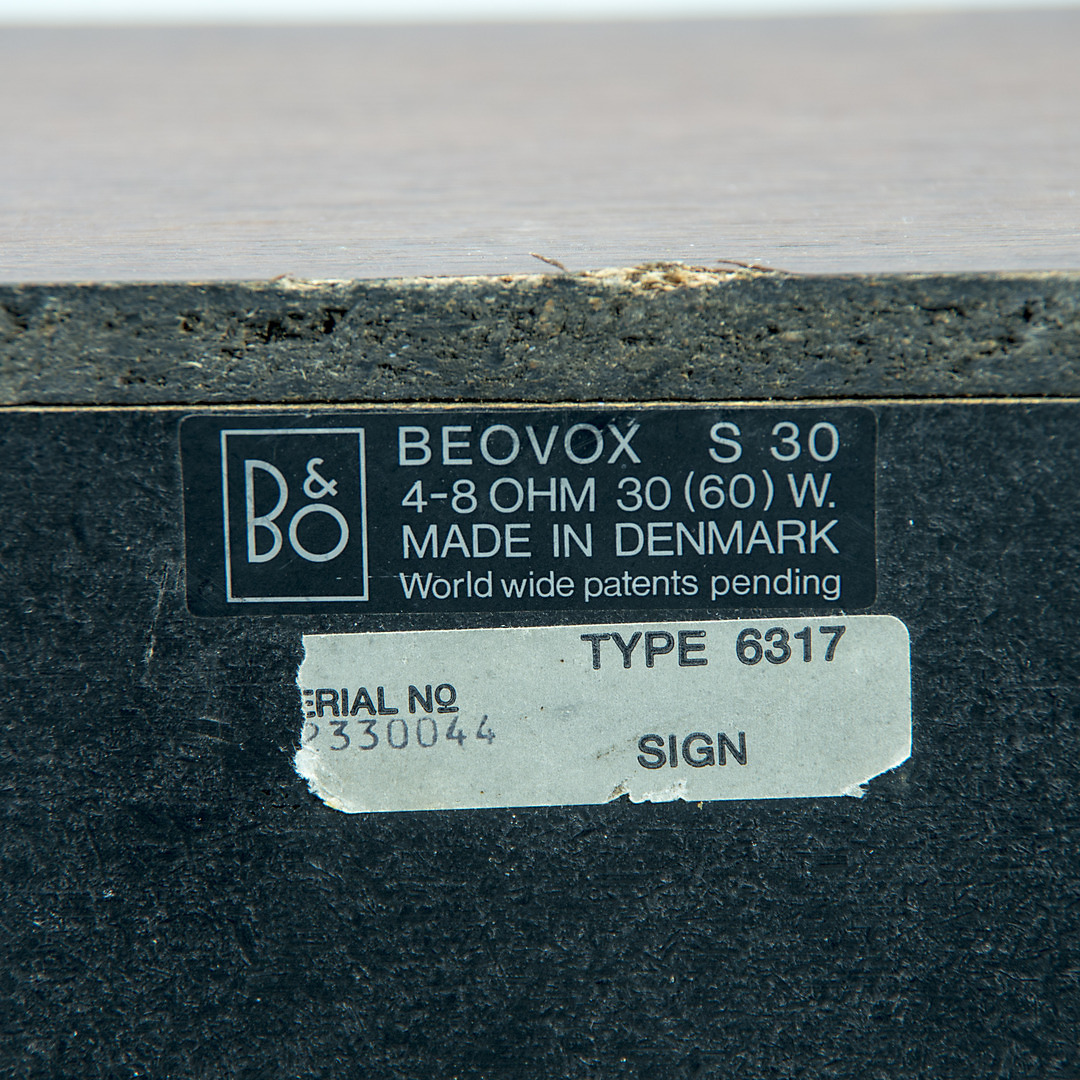 B&O
BEOVOX S 30
4-8 OHM 30 (60) W.
MADE IN DENMARK
World wide patents pending
TYPE 6317
ERIAL Nº
2330044
SIGN